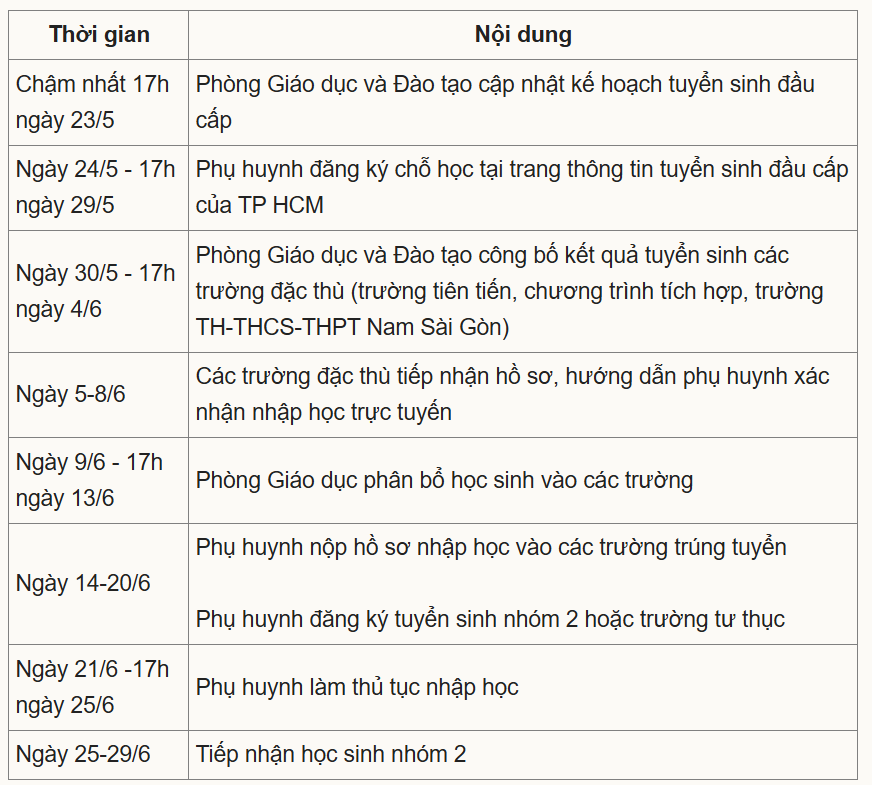 Thời gian
Nội dung
Chậm nhất 17h
ngày 23/5
Phòng Giáo dục và Đào tạo cập nhật kế hoạch tuyển sinh đầu
cấp
Ngày 24/5 - 17h
ngày 29/5
Phụ huynh đăng ký chỗ học tại trang thông tin tuyển sinh đầu cấp
của TP HCM
Ngày 30/5 - 17h
ngày 4/6
Phòng Giáo dục và Đào tạo công bố kết quả tuyển sinh các
trường đặc thù (trường tiên tiến, chương trình tích hợp, trường
TH-THCS-THPT Nam Sài Gòn)
Ngày 5-8/6
Các trường đặc thù tiếp nhận hồ sơ, hướng dẫn phụ huynh xác
nhận nhập học trực tuyến
Ngày 9/6 - 17h
ngày 13/6
Phòng Giáo dục phân bổ học sinh vào các trường
Ngày 14-20/6
Phụ huynh nộp hồ sơ nhập học vào các trường trúng tuyển
Phụ huynh đăng ký tuyển sinh nhóm 2 hoặc trường tư thục
Ngày 21/6 -17h
ngày 25/6
Phụ huynh làm thủ tục nhập học
Ngày 25-29/6
Tiếp nhận học sinh nhóm 2